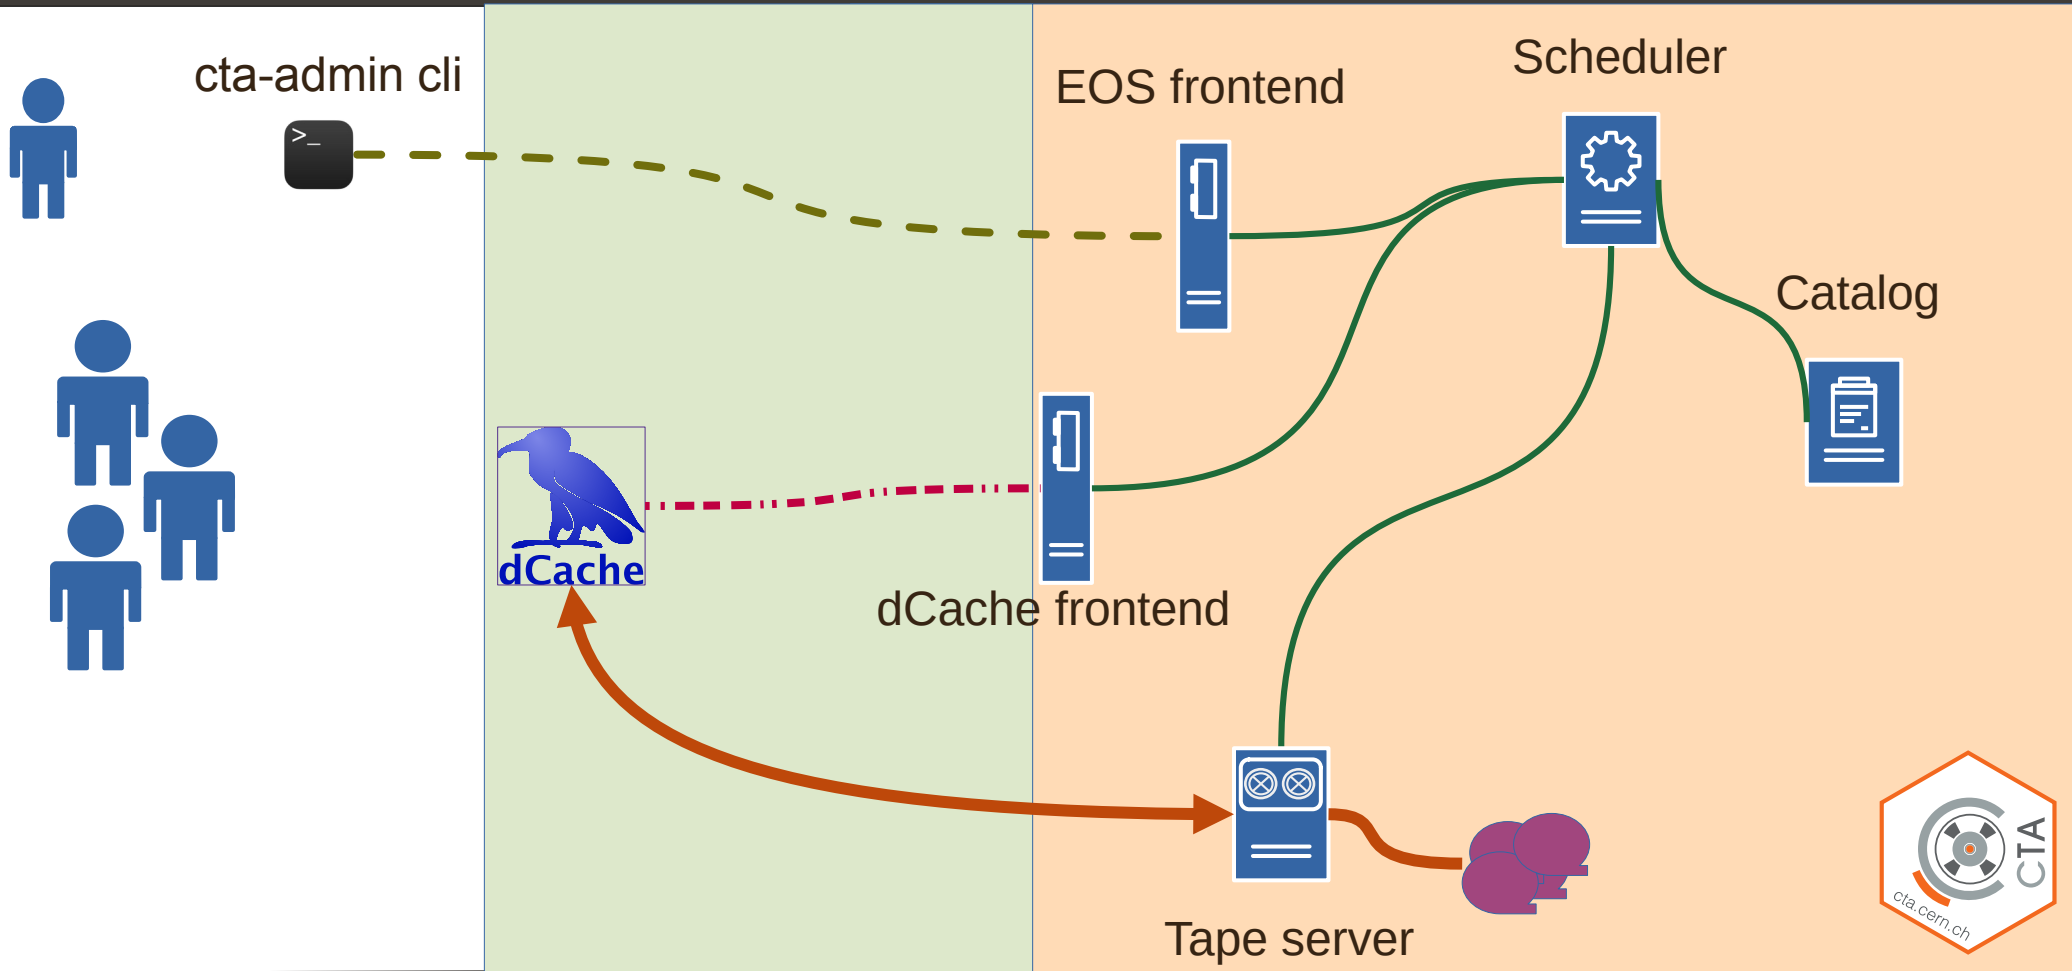 cta-admin cli
>_
EOS frontend
Scheduler
Catalog
dCache
dCache frontend
Tape server
CTA
cta.cern.ch